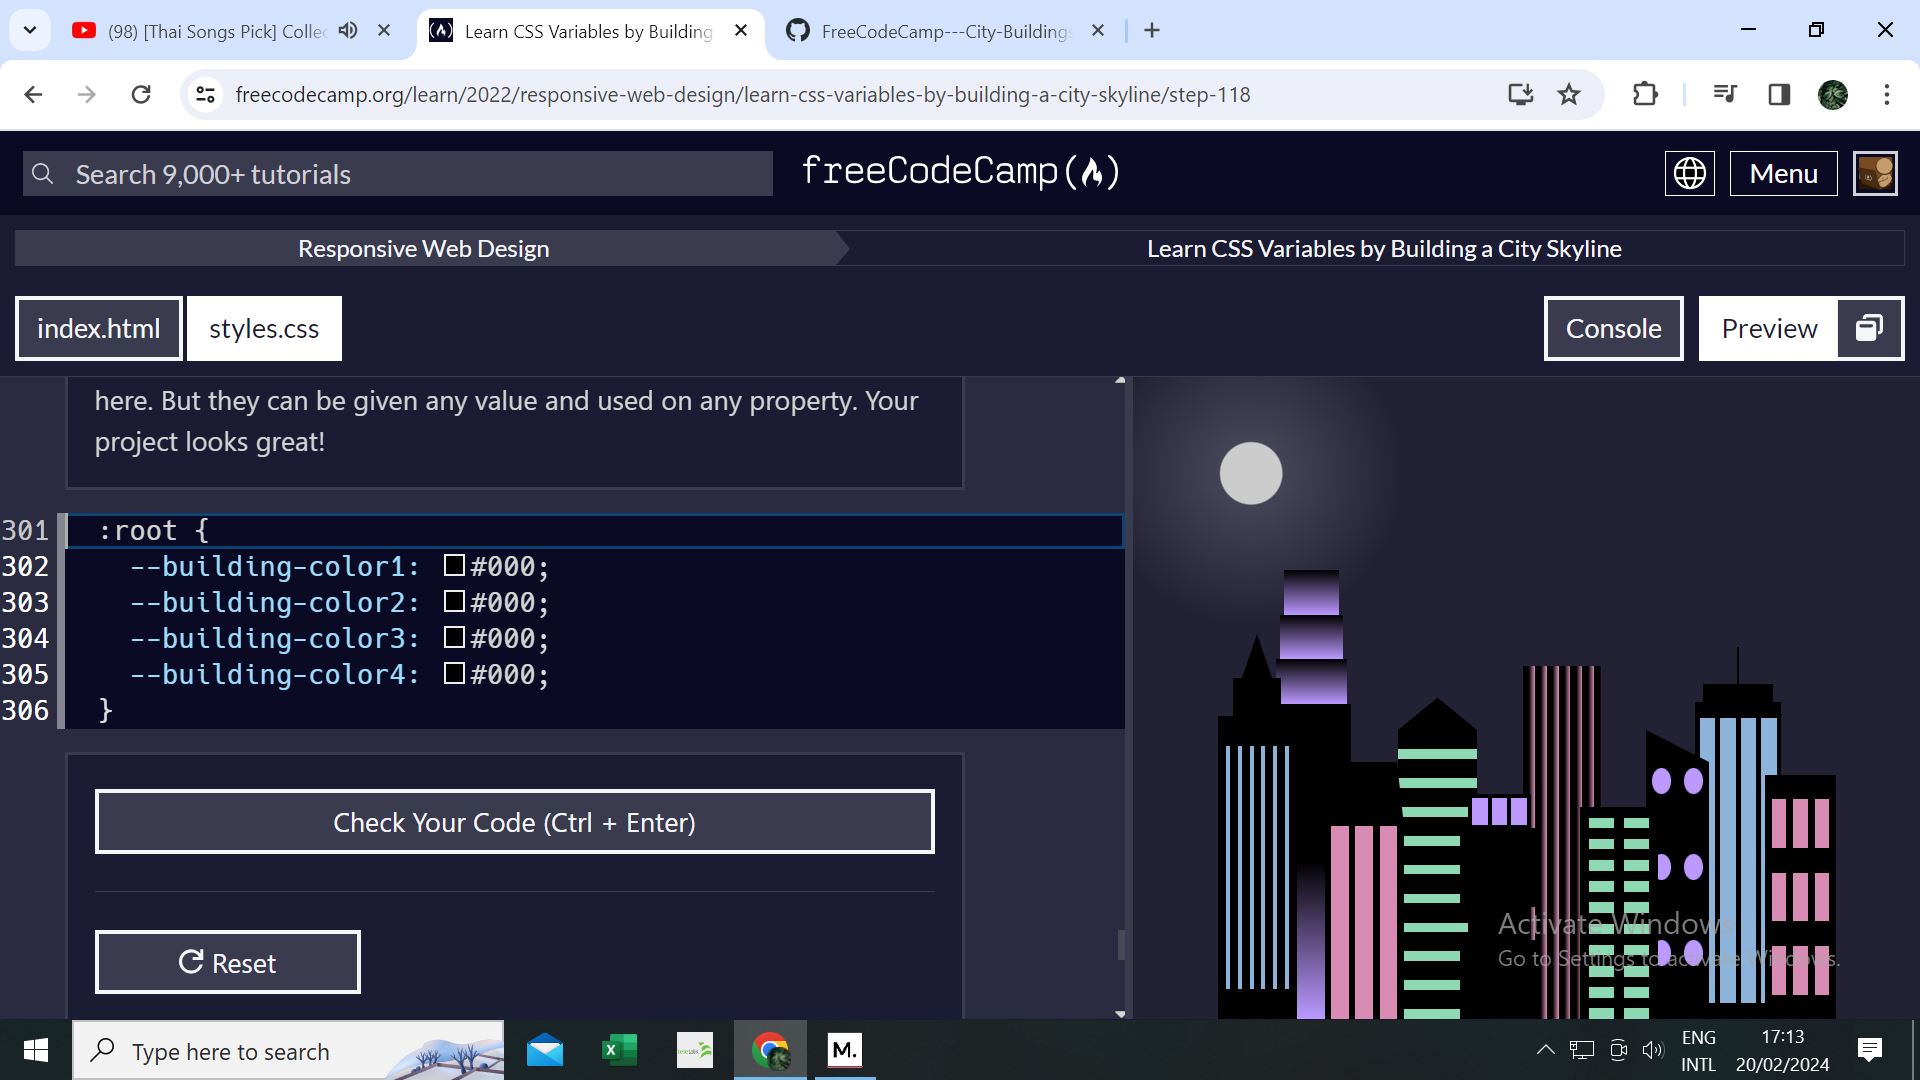 (98) [Thai Songs Pick] Collec
Learn CSS Variables by Building
FreeCodeCamp---City-Buildings
freecodecamp.org/learn/2022/responsive-web-design/learn-css-variables-by-building-a-city-skyline/step-118
Search 9,000+ tutorials
freeCodeCamp
Menu
Responsive Web Design
Learn CSS Variables by Building a City Skyline
index.html
styles.css
Console
Preview
here. But they can be given any value and used on any property. Your
project looks great!
301 :root {
302 --building-color1: #000;
303 --building-color2: #000;
304 --building-color3: #000;
305 --building-color4: #000;
306 }
Check Your Code (Ctrl + Enter)
Reset
Activate Windows
Go to Settings to activate Windows.
Type here to search
M.
ENG
INTL
17:13
20/02/2024